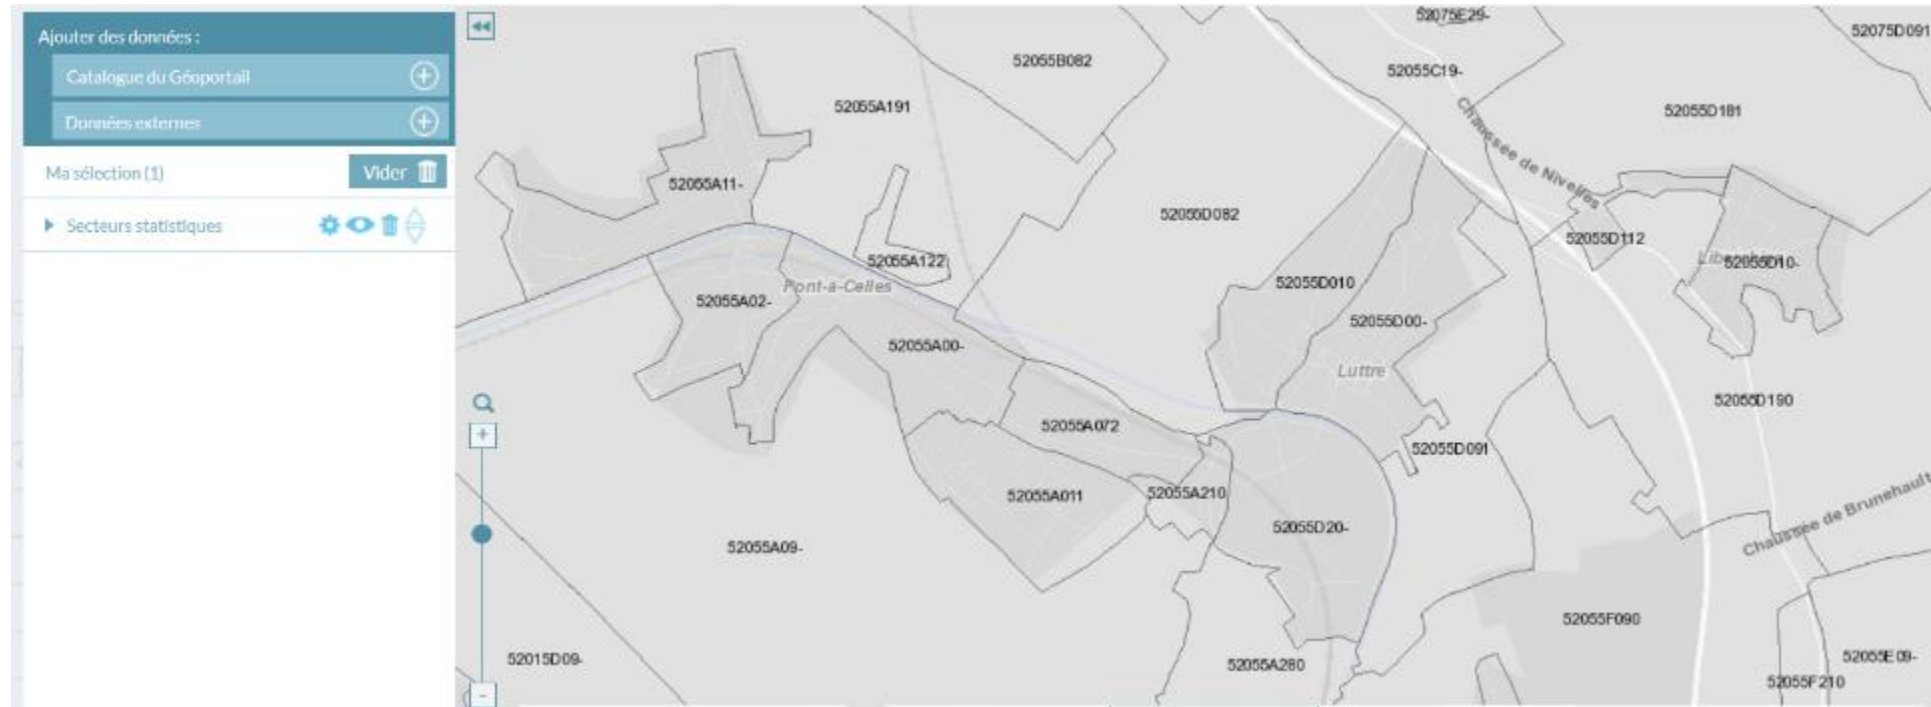 Ajouter des données :
Catalogue du Géoportail
Données externes
Ma sélection (1)
Vider
Secteurs statistiques
52075E29-
52075D091
52055B082
52055C19-
52055A191
52055D181
Chaussée de Nivelles
52055A11-
52055D082
52055D112
52055A122
52055D10-
Pont-à-Celles
52055D010
52055A02-
52055D00-
52055A00-
Luttre
52055D190
52055A072
52055D091
52055A011
52055A210
52055D20-
Chaussée de Brunehault
52055A09-
52055F090
52015D09-
52055A280
52055E09-
52055F210